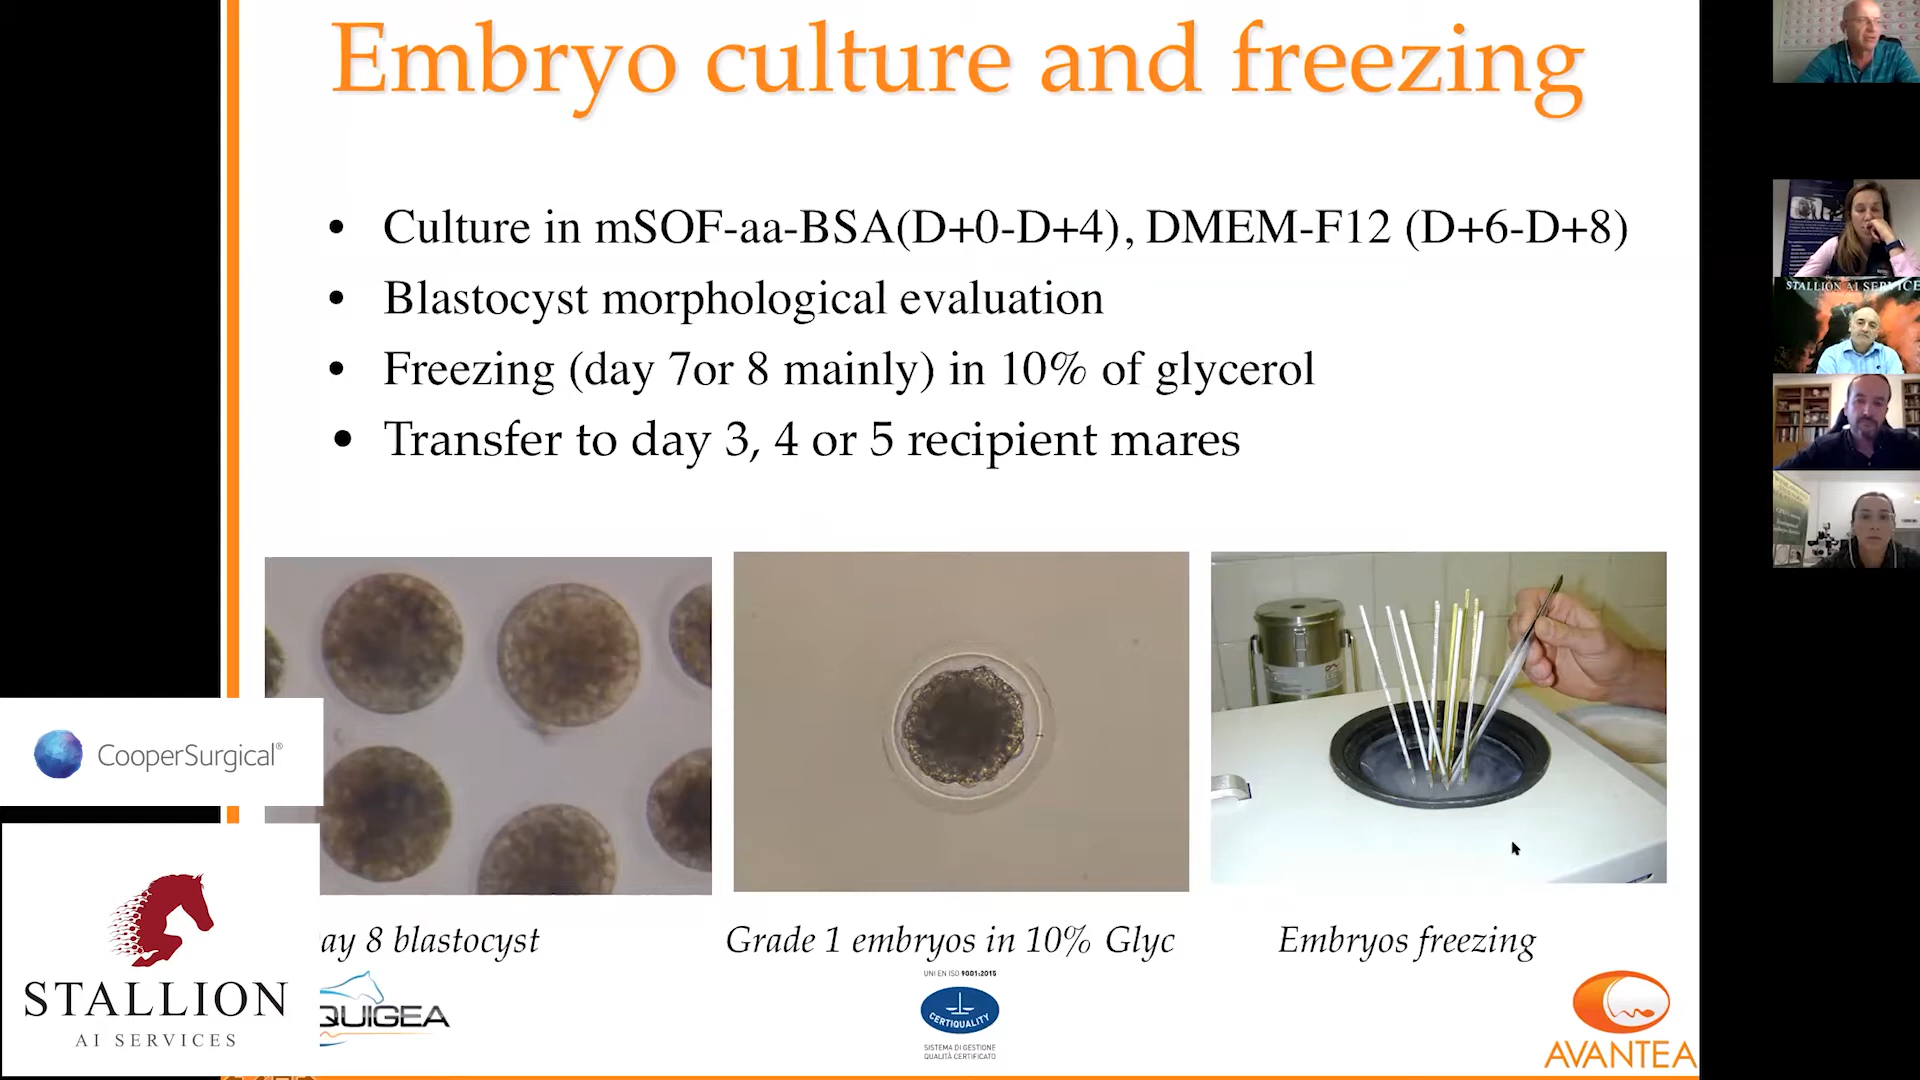 Embryo culture and freezing
• Culture in mSOF-aa-BSA(D+0-D+4), DMEM-F12 (D+6-D+8)
• Blastocyst morphological evaluation
• Freezing (day 7or 8 mainly) in 10% of glycerol
• Transfer to day 3, 4 or 5 recipient mares
STALLION AI SERVICE
CooperSurgical®
ay 8 blastocyst
Grade 1 embryos in 10% Glyc
Embryos freezing
STALLION
AI SERVICES
QUIGEA
UNI EN ISO 9001:2015
CERTIQUALITY
SISTEMA DI GESTIONE
QUALITÀ CERTIFICATO
AVANTEA